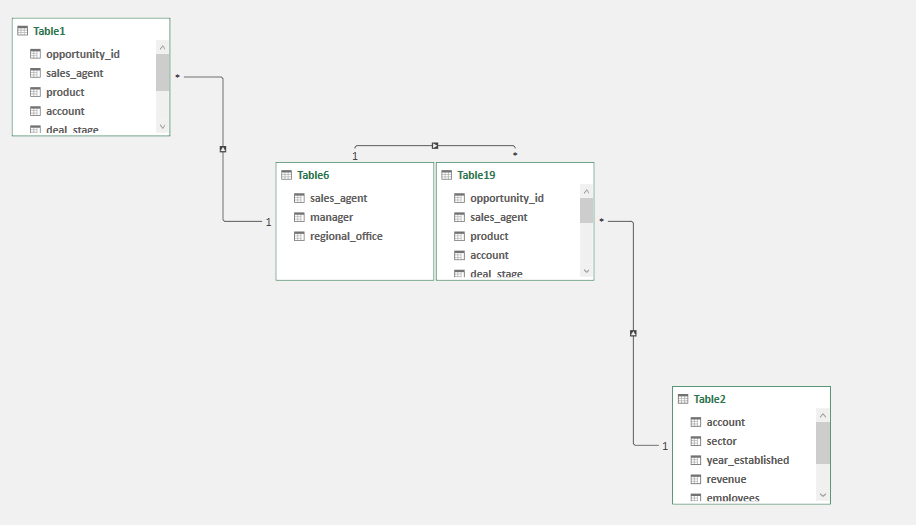 Table1
opportunity_id
sales_agent
product
account
deal_stage
*
1
*
1
Table6
sales_agent
manager
regional_office
Table19
opportunity_id
sales_agent
product
account
deal_stage
*
1
Table2
account
sector
year_established
revenue
employees